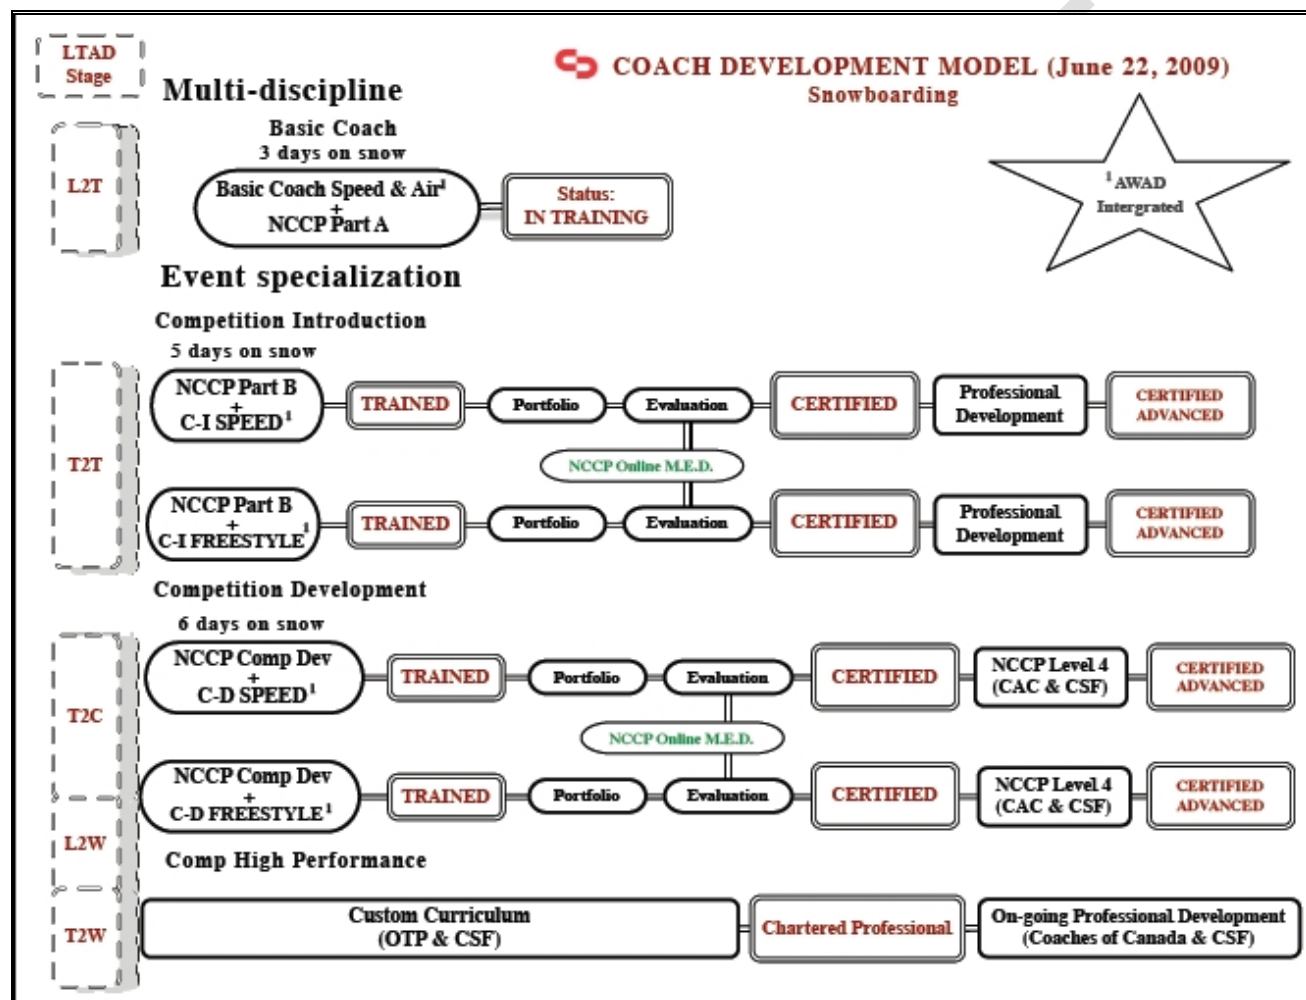 LTAD
Stage
COACH DEVELOPMENT MODEL (June 22, 2009)
Snowboarding
Multi-discipline
Basic Coach
3 days on snow
L2T
Basic Coach Speed & Air¹
+
NCCP Part A
Status:
IN TRAINING
¹ AWAD
Intergrated
Event specialization
Competition Introduction
5 days on snow
T2T
NCCP Part B
+
C-I SPEED¹
TRAINED
Portfolio
Evaluation
CERTIFIED
Professional
Development
CERTIFIED
ADVANCED
NCCP Online M.E.D.
NCCP Part B
+
C-I FREESTYLE¹
TRAINED
Portfolio
Evaluation
CERTIFIED
Professional
Development
CERTIFIED
ADVANCED
Competition Development
6 days on snow
T2C
NCCP Comp Dev
+
C-D SPEED¹
TRAINED
Portfolio
Evaluation
CERTIFIED
NCCP Level 4
(CAC & CSF)
CERTIFIED
ADVANCED
NCCP Online M.E.D.
NCCP Comp Dev
+
C-D FREESTYLE¹
TRAINED
Portfolio
Evaluation
CERTIFIED
NCCP Level 4
(CAC & CSF)
CERTIFIED
ADVANCED
L2W
Comp High Performance
T2W
Custom Curriculum
(OTP & CSF)
Chartered Professional
On-going Professional Development
(Coaches of Canada & CSF)